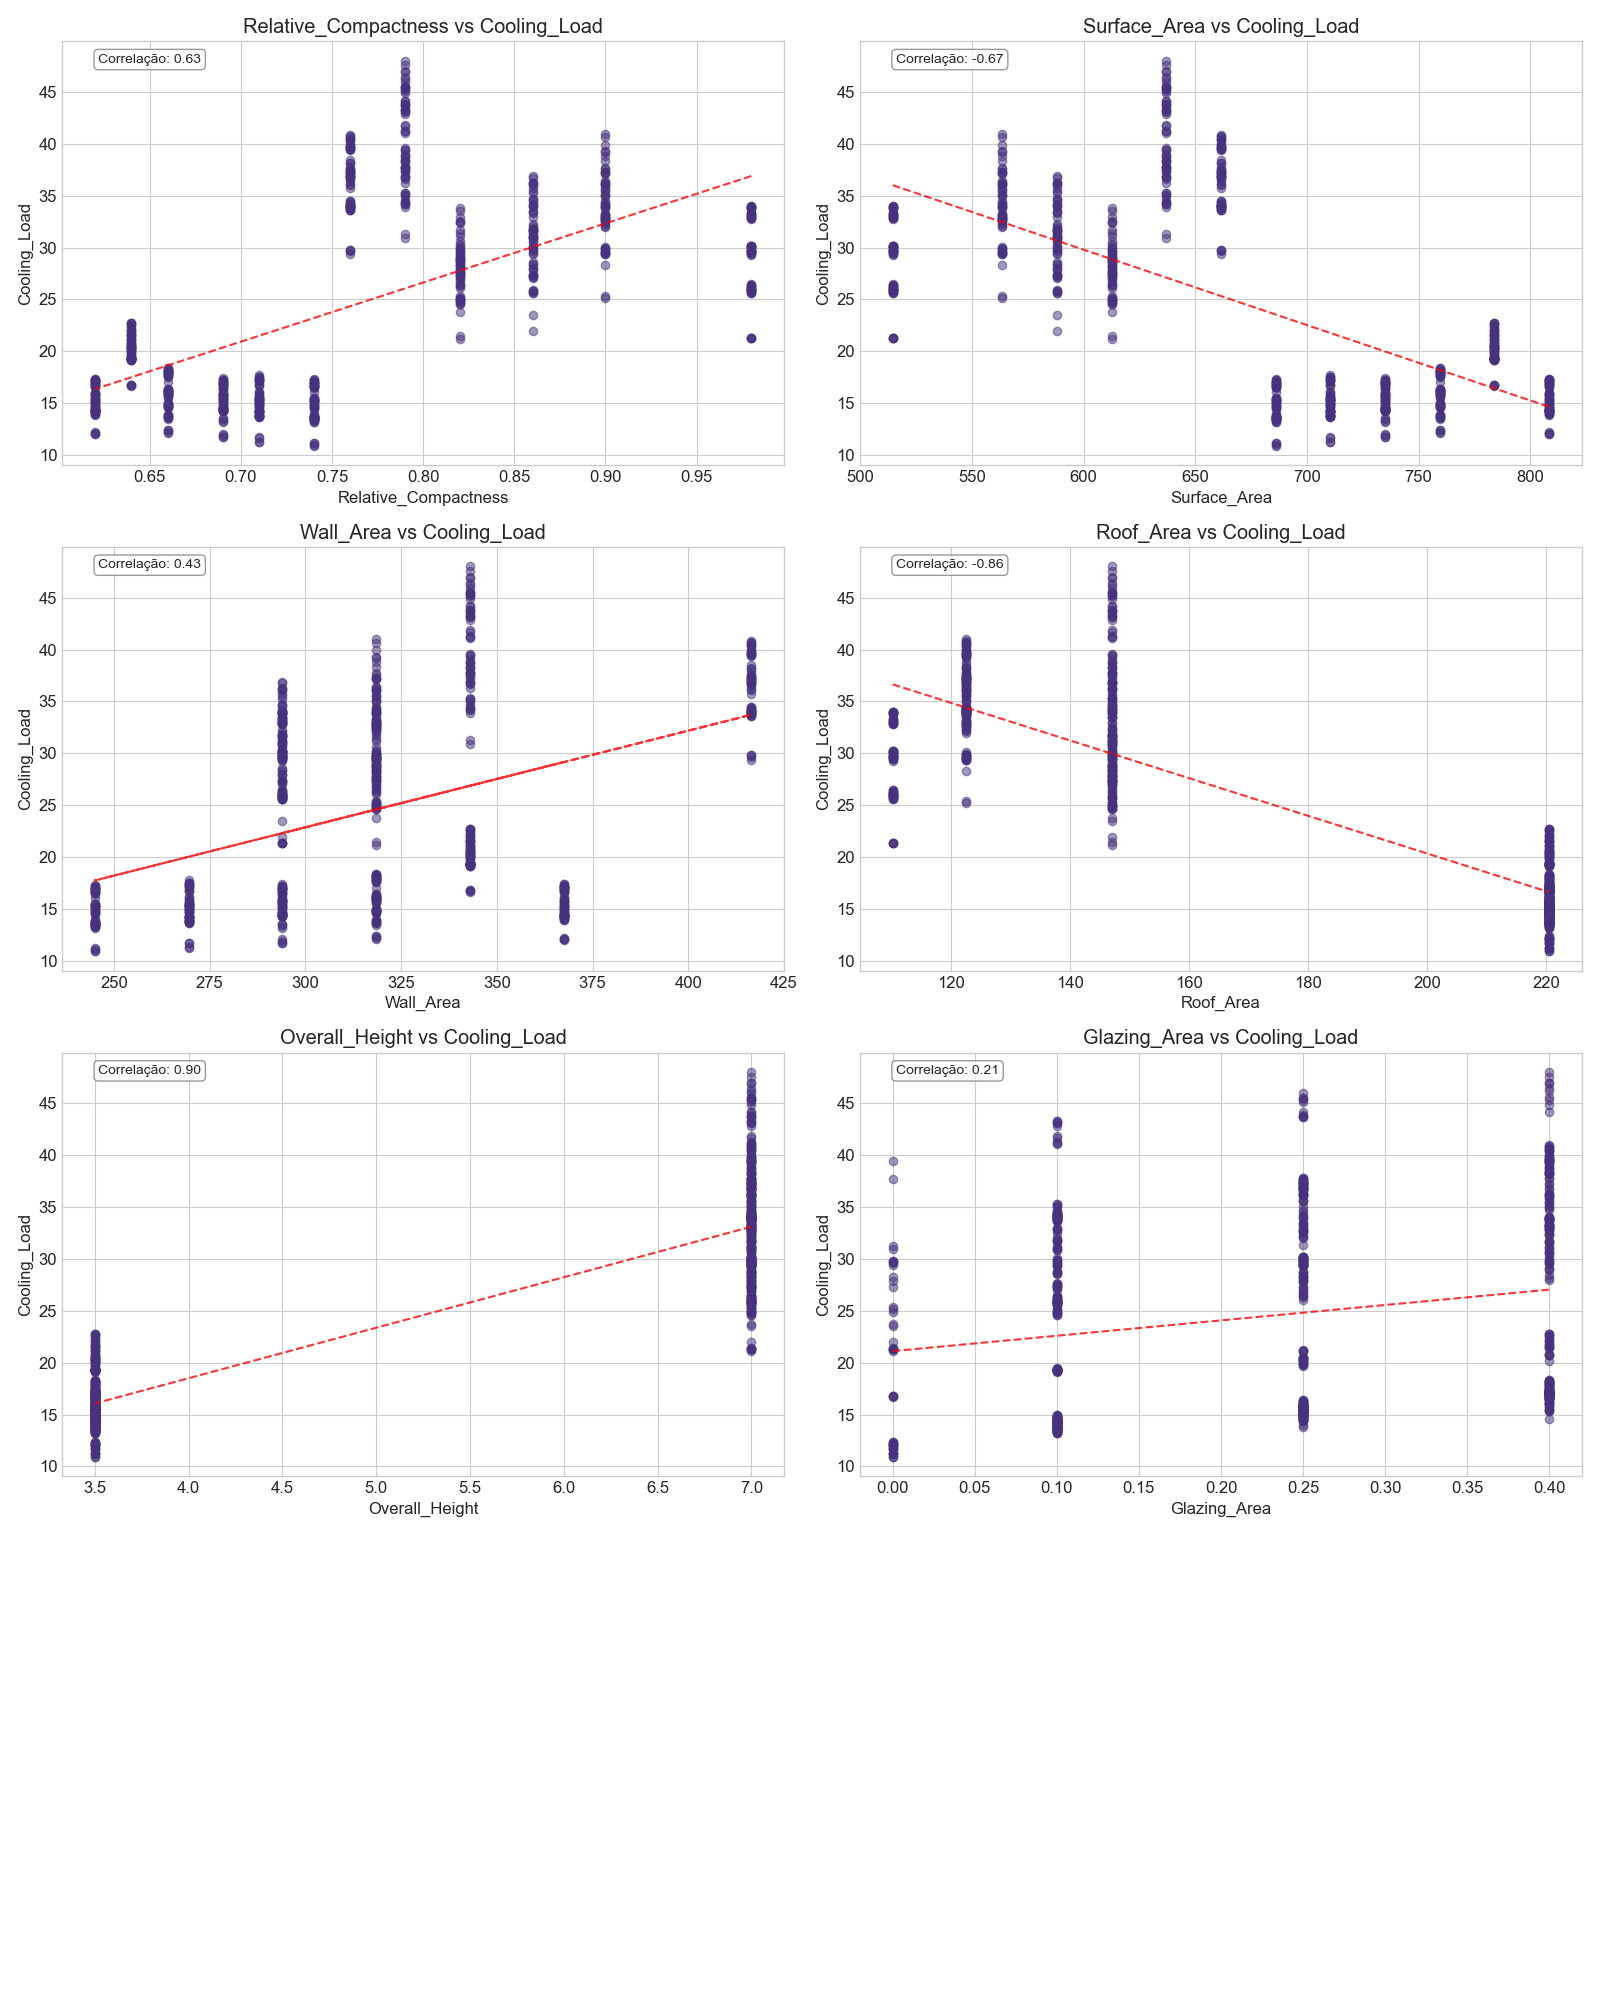 Relative_Compactness vs Cooling_Load
Correlação: 0.63
Cooling_Load
45
40
35
30
25
20
15
10
0.65 0.70 0.75 0.80 0.85 0.90 0.95
Relative_Compactness
Surface_Area vs Cooling_Load
Correlação: -0.67
Cooling_Load
45
40
35
30
25
20
15
10
500 550 600 650 700 750 800
Surface_Area
Wall_Area vs Cooling_Load
Correlação: 0.43
Cooling_Load
45
40
35
30
25
20
15
10
250 275 300 325 350 375 400 425
Wall_Area
Roof_Area vs Cooling_Load
Correlação: -0.86
Cooling_Load
45
40
35
30
25
20
15
10
120 140 160 180 200 220
Roof_Area
Overall_Height vs Cooling_Load
Correlação: 0.90
Cooling_Load
45
40
35
30
25
20
15
10
3.5 4.0 4.5 5.0 5.5 6.0 6.5 7.0
Overall_Height
Glazing_Area vs Cooling_Load
Correlação: 0.21
Cooling_Load
45
40
35
30
25
20
15
10
0.00 0.05 0.10 0.15 0.20 0.25 0.30 0.35 0.40
Glazing_Area